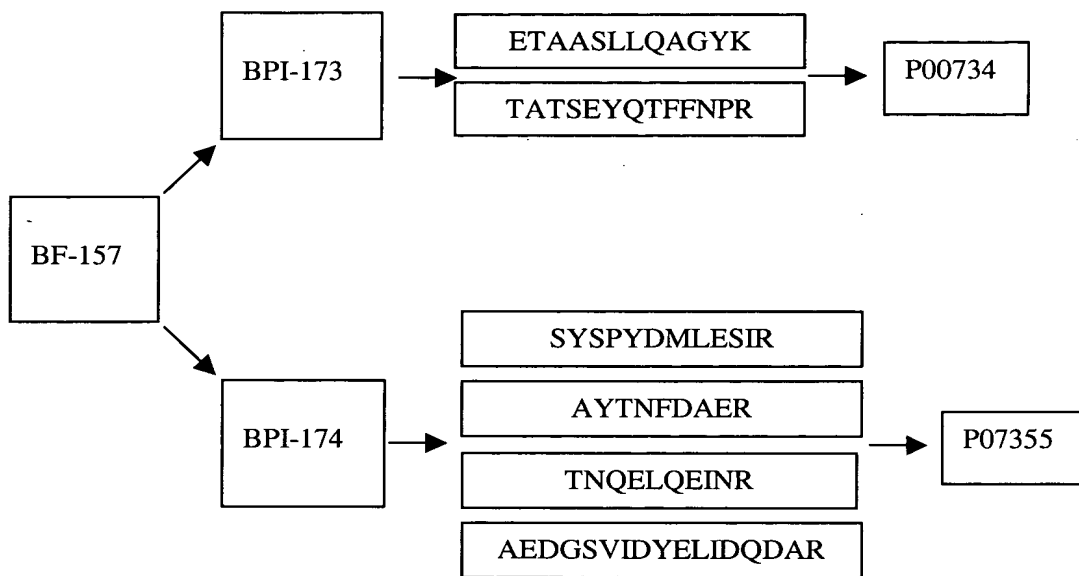 BF-157
BPI-173
ETAASLLQAGYK
TATSEYQTFFNPR
P00734
BPI-174
SYSPYDMLESIR
AYTNFDAER
TNQELQEINR
AEDGSVIDYELIDQDAR
P07355